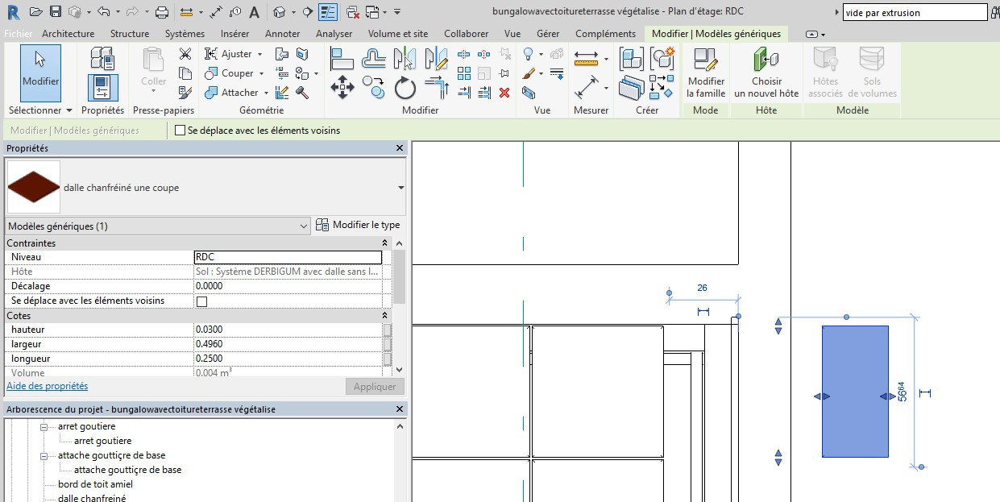 bungalowavectoitureterrasse végétalise - Plan d'étage: RDC
vide par extrusion
Fichier Architecture Structure Systèmes Insérer Annoter Analyser Volume et site Collaborer Vue Gérer Compléments Modifier | Modèles génériques
Modifier
Coller
Ajuster
Couper
Attacher
Modifier
la famille
Choisir
un nouvel hôte
Hôtes
associés
Sols
de volumes
Sélectionner Propriétés Presse-papiers Géométrie Modifier Vue Mesurer Créer Mode Hôte Modèle
Modifier | Modèles génériques Se déplace avec les éléments voisins
Propriétés
dalle chanfréiné une coupe
Modèles génériques (1) Modifier le type
Contraintes
Niveau RDC
Hôte Sol : Système DERBIGUM avec dalle sans l...
Décalage 0.0000
Se déplace avec les éléments voisins
Cotes
hauteur 0.0300
largeur 0.4960
longueur 0.2500
Volume 0.004 m³
Aide des propriétés Appliquer
Arborescence du projet - bungalowavectoitureterrasse végétalise
arret goutiere
arret goutiere
attache gouttiçre de base
attache gouttiçre de base
bord de toit amiel
dalle chanfreiné
26
56⁶⁴